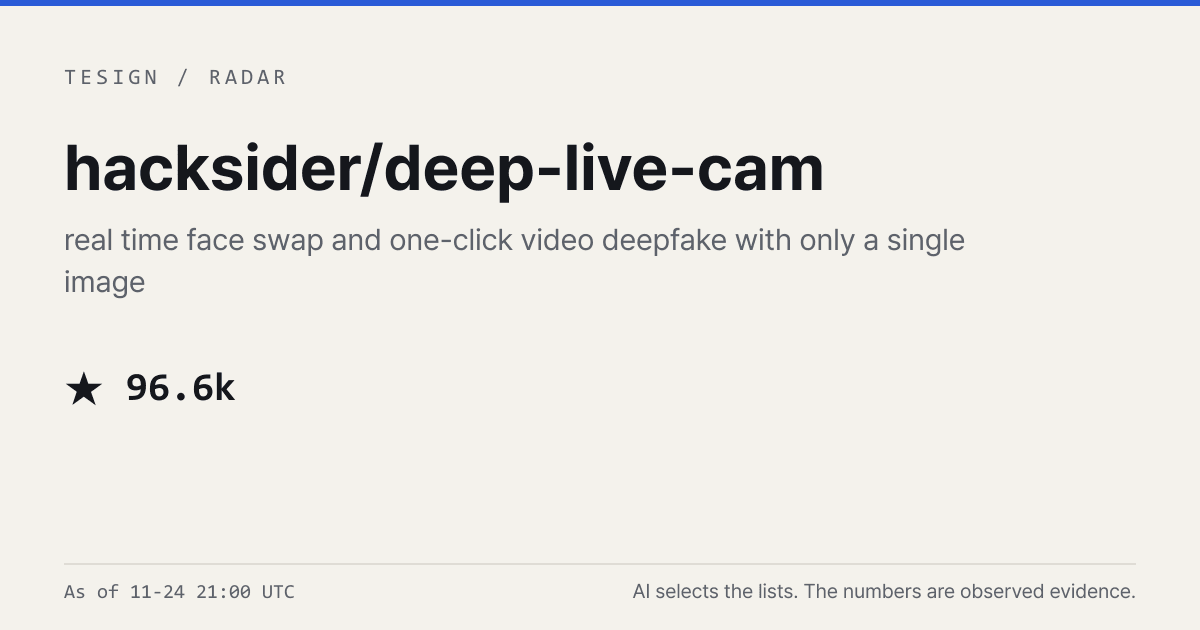 TESIGN / RADAR
hacksider/deep-live-cam
real time face swap and one-click video deepfake with only a single
image
★ 96.6k
As of 11-24 21:00 UTC
AI selects the lists. The numbers are observed evidence.